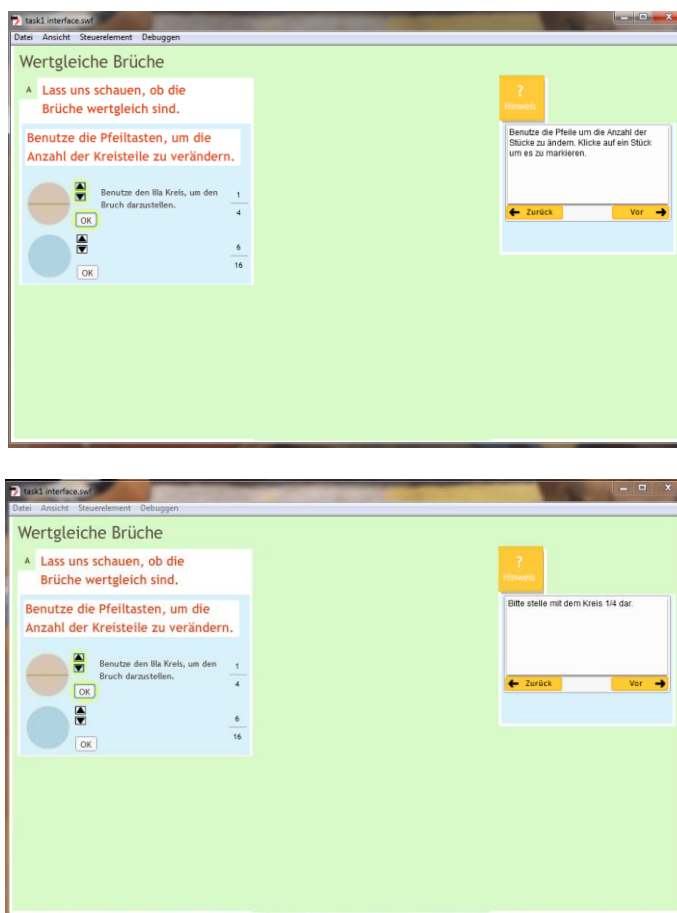 task1 interface.swf
Datei Ansicht Steuerelement Debuggen
Wertgleiche Brüche
A Lass uns schauen, ob die
Brüche wertgleich sind.
Benutze die Pfeiltasten, um die
Anzahl der Kreisteile zu verändern.
Benutze den lila Kreis, um den
Bruch darzustellen.
1
4
OK
6
16
OK
?
Hinweis
Benutze die Pfeile um die Anzahl der
Stücke zu ändern. Klicke auf ein Stück
um es zu markieren.
Zurück Vor
task1 interface.swf
Datei Ansicht Steuerelement Debuggen
Wertgleiche Brüche
A Lass uns schauen, ob die
Brüche wertgleich sind.
Benutze die Pfeiltasten, um die
Anzahl der Kreisteile zu verändern.
Benutze den lila Kreis, um den
Bruch darzustellen.
1
4
OK
6
16
OK
?
Hinweis
Bitte stelle mit dem Kreis 1/4 dar.
Zurück Vor